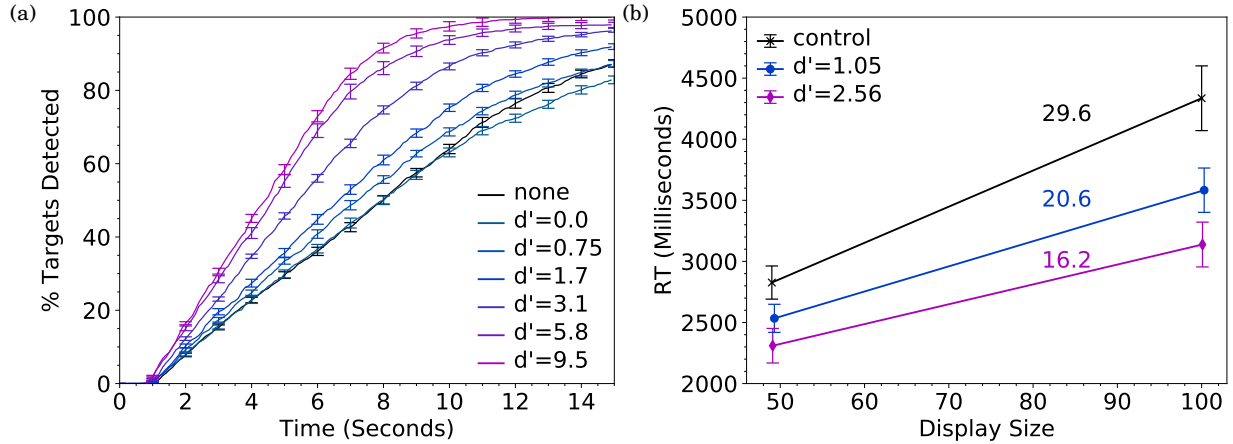 (a)
100
80
60
40
20
0
% Targets Detected
0 2 4 6 8 10 12 14
Time (Seconds)
none
d'=0.0
d'=0.75
d'=1.7
d'=3.1
d'=5.8
d'=9.5
(b)
5000
4500
4000
3500
3000
2500
2000
RT (Milliseconds)
50 60 70 80 90 100
Display Size
control
d'=1.05
d'=2.56
29.6
20.6
16.2